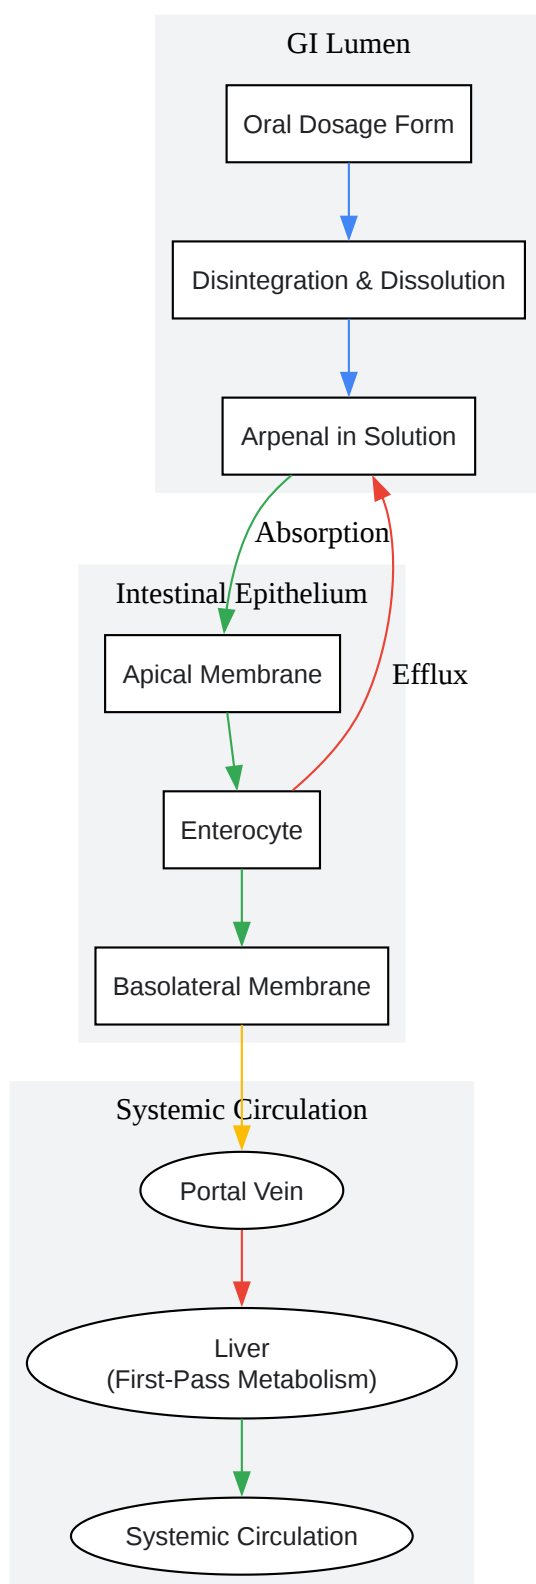 GI Lumen
Oral Dosage Form
Disintegration & Dissolution
Arpenal in Solution
Absorption
Intestinal Epithelium
Apical Membrane
Efflux
Enterocyte
Basolateral Membrane
Systemic Circulation
Portal Vein
Liver
(First-Pass Metabolism)
Systemic Circulation